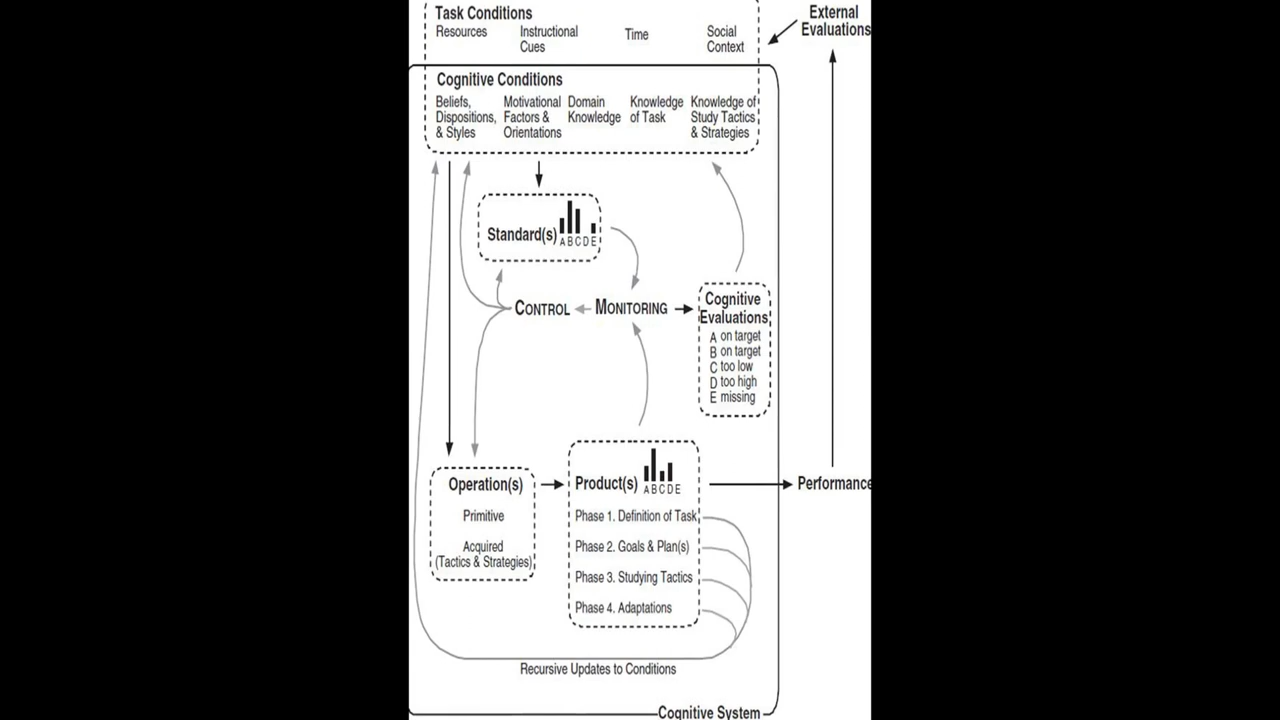 Task Conditions
Resources
Instructional
Cues
Time
Social
Context
External
Evaluations
Cognitive Conditions
Beliefs,
Dispositions,
& Styles
Motivational
Factors &
Orientations
Domain
Knowledge
Knowledge
of Task
Knowledge of
Study Tactics
& Strategies
Standard(s)
A B C D E
CONTROL
MONITORING
Cognitive
Evaluations
A on target
B on target
C too low
D too high
E missing
Operation(s)
Primitive
Acquired
(Tactics & Strategies)
Product(s)
A B C D E
Phase 1. Definition of Task
Phase 2. Goals & Plan(s)
Phase 3. Studying Tactics
Phase 4. Adaptations
Performance
Recursive Updates to Conditions
Cognitive System